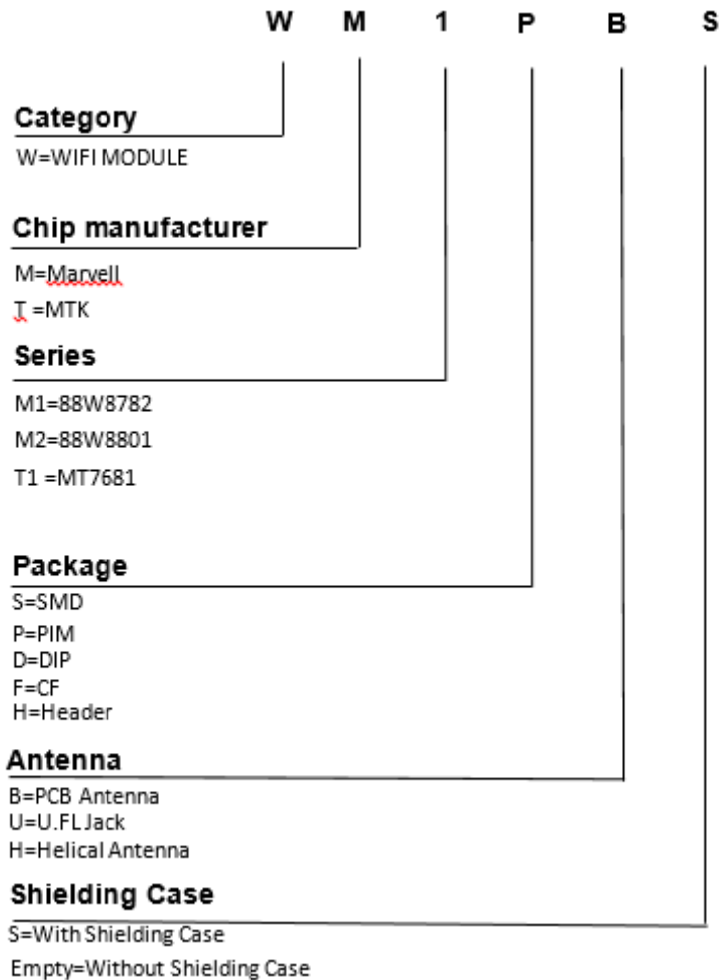 W M 1 P B S
Category
W=WIFI MODULE
Chip manufacturer
M=Marvell
T =MTK
Series
M1=88W8782
M2=88W8801
T1 =MT7681
Package
S=SMD
P=PIM
D=DIP
F=CF
H=Header
Antenna
B=PCB Antenna
U=U.FL Jack
H=Helical Antenna
Shielding Case
S=With Shielding Case
Empty=Without Shielding Case